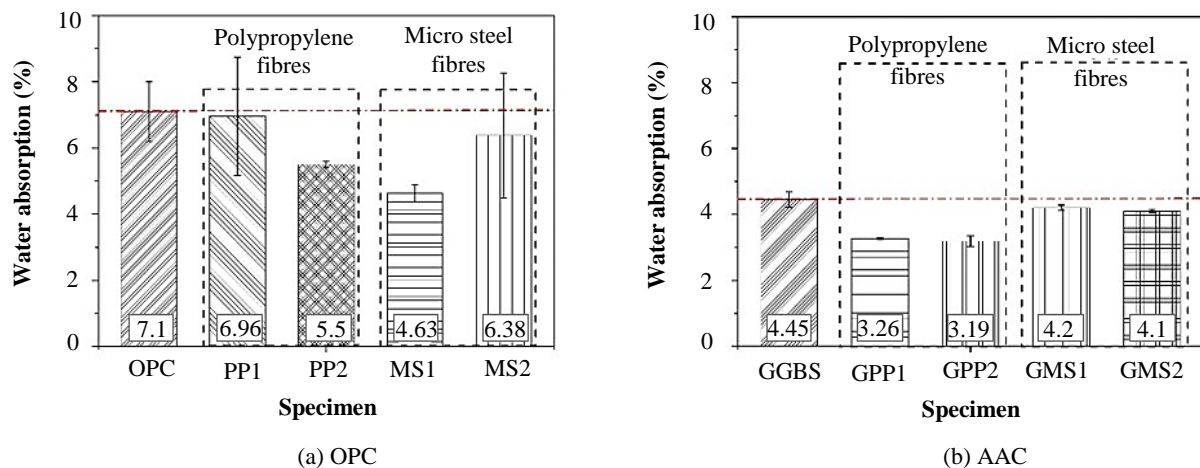 Water absorption (%)
10
8
6
4
2
0
Polypropylene
fibres
Micro steel
fibres
7.1
6.96
5.5
4.63
6.38
OPC
PP1
PP2
MS1
MS2
Specimen
(a) OPC
Water absorption (%)
10
8
6
4
2
0
Polypropylene
fibres
Micro steel
fibres
4.45
3.26
3.19
4.2
4.1
GGBS
GPP1
GPP2
GMS1
GMS2
Specimen
(b) AAC